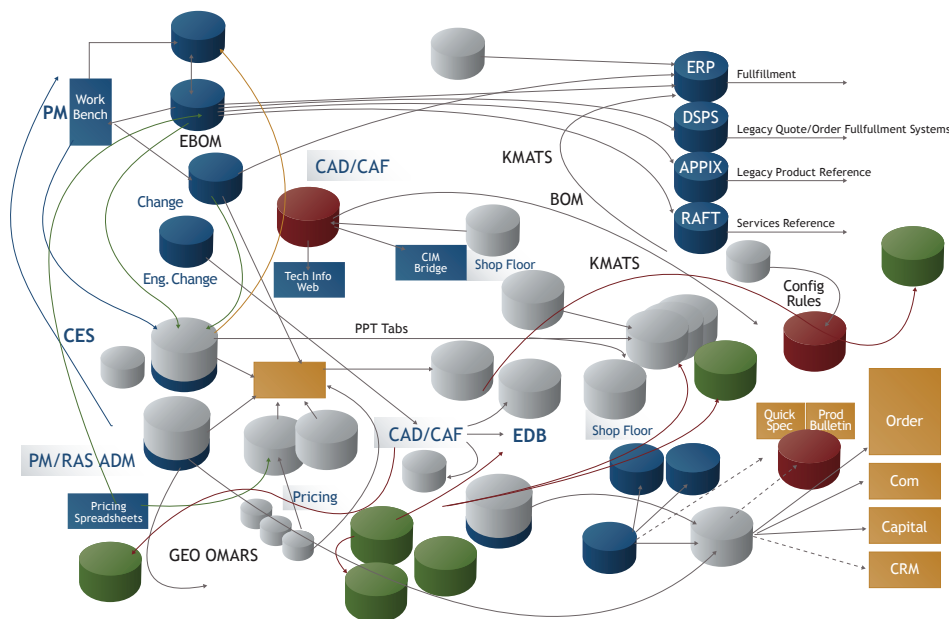 ERP
Fullfillment
PM
Work
Bench
DSPS
Legacy Quote/Order Fullfullment Systems
EBOM
KMATS
CAD/CAF
APPIX
Legacy Product Reference
Change
BOM
RAFT
Services Reference
CIM
Bridge
Shop Floor
KMATS
Eng. Change
Tech Info
Web
Config
Rules
CES
PPT Tabs
Quick
Spec
Prod
Bulletin
Order
CAD/CAF
EDB
Shop Floor
PM/RAS ADM
Com
Pricing
Spreadsheets
Pricing
Capital
GEO OMARS
CRM